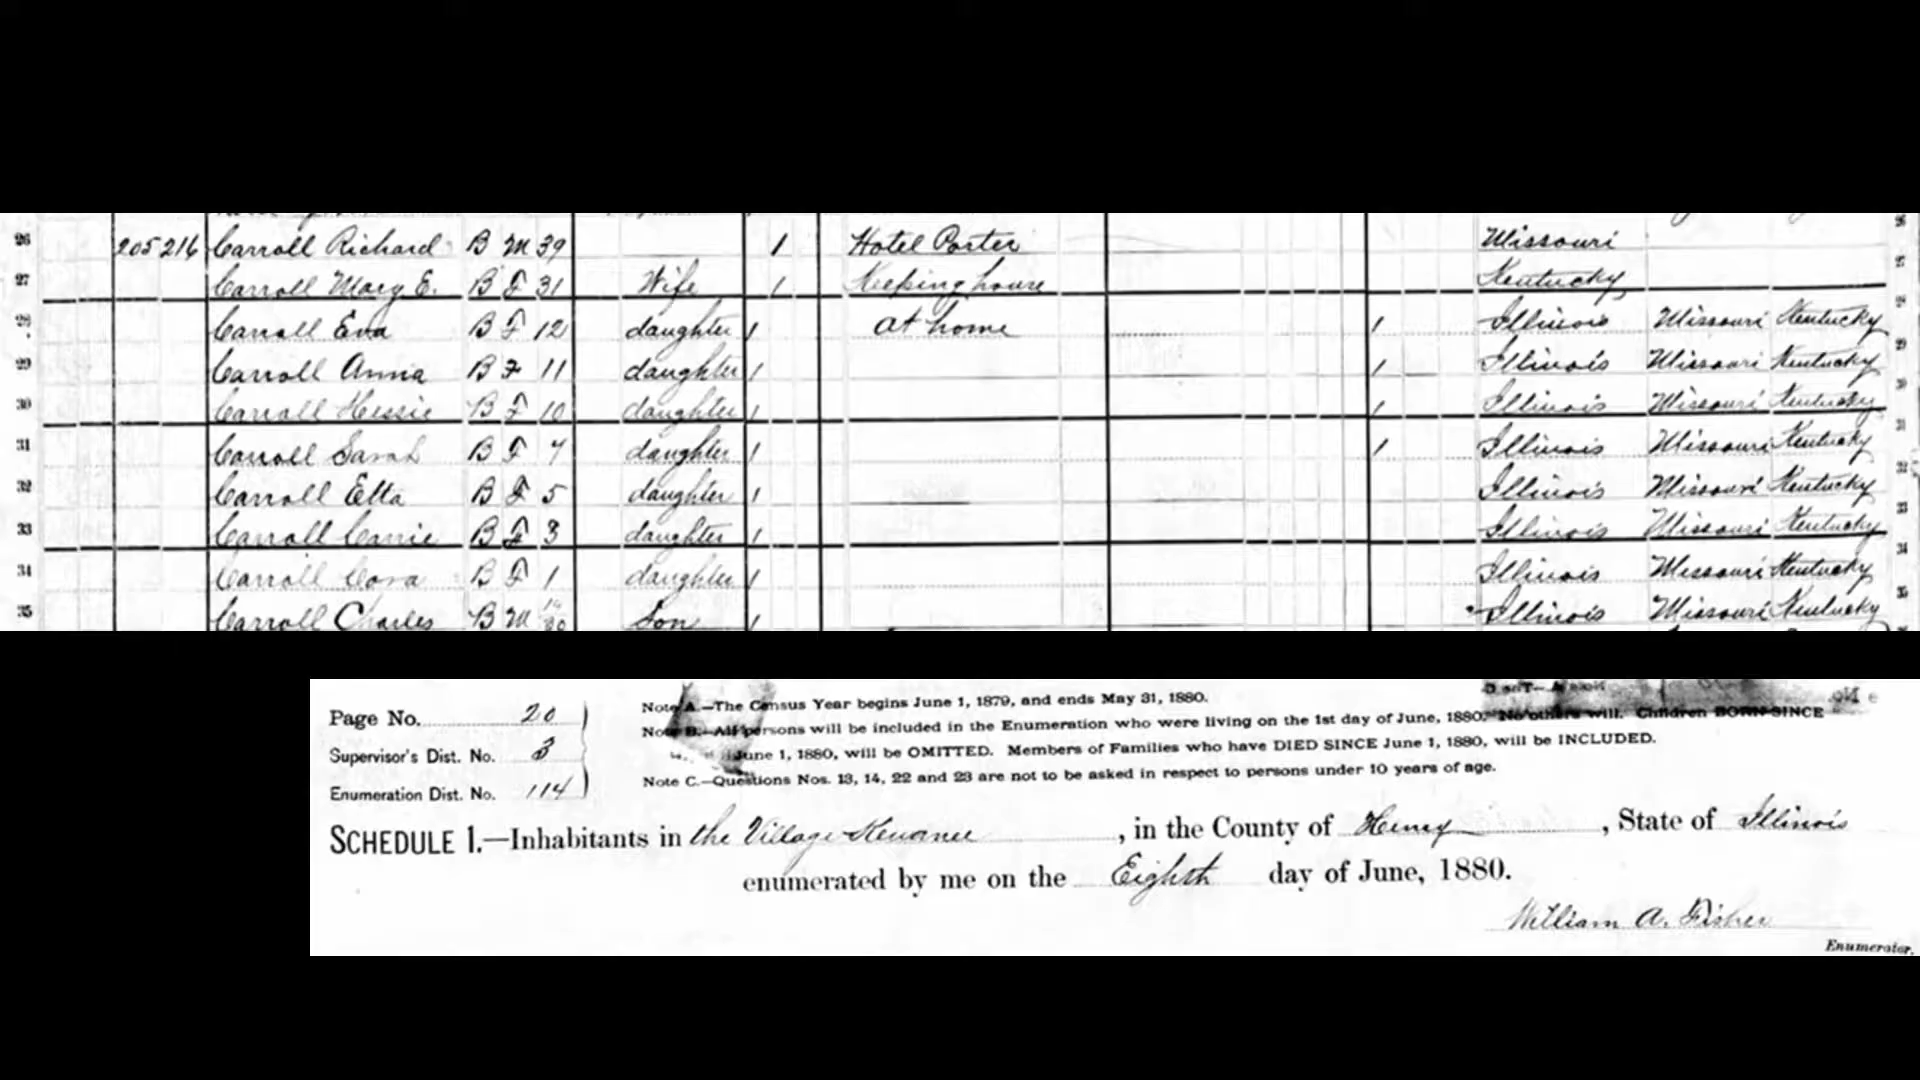 26 205 216 Carroll Richard B M 39 1 Hotel Porter Missouri
27 Carroll Mary E. B F 31 Wife 1 Keeping house Kentucky 27
28 Carroll Eva B F 12 daughter 1 at home 1 Illinois Missouri Kentucky
29 Carroll Anna B F 11 daughter 1 1 Illinois Missouri Kentucky 29
30 Carroll Hessie B F 10 daughter 1 1 Illinois Missouri Kentucky 30
31 Carroll Sarah B F 7 daughter 1 1 Illinois Missouri Kentucky 31
32 Carroll Etta B F 5 daughter 1 Illinois Missouri Kentucky 32
33 Carroll Carrie B F 3 daughter 1 Illinois Missouri Kentucky 33
34 Carroll Cora B F 1 daughter 1 Illinois Missouri Kentucky 34
35 Carroll Charles B M Son 1 Illinois Missouri Kentucky 35
Page No. 20
Supervisor's Dist. No. 3
Enumeration Dist. No. 114
Note A.—The Census Year begins June 1, 1879, and ends May 31, 1880.
Note B.—All persons will be included in the Enumeration who were living on the 1st day of June, 1880. No others will. Children BORN SINCE
June 1, 1880, will be OMITTED. Members of Families who have DIED SINCE June 1, 1880, will be INCLUDED.
Note C.—Questions Nos. 13, 14, 22 and 23 are not to be asked in respect to persons under 10 years of age.
SCHEDULE 1.—Inhabitants in the Village Kewanee, in the County of Henry, State of Illinois
enumerated by me on the Eighth day of June, 1880.
William A. Fisher
Enumerator.